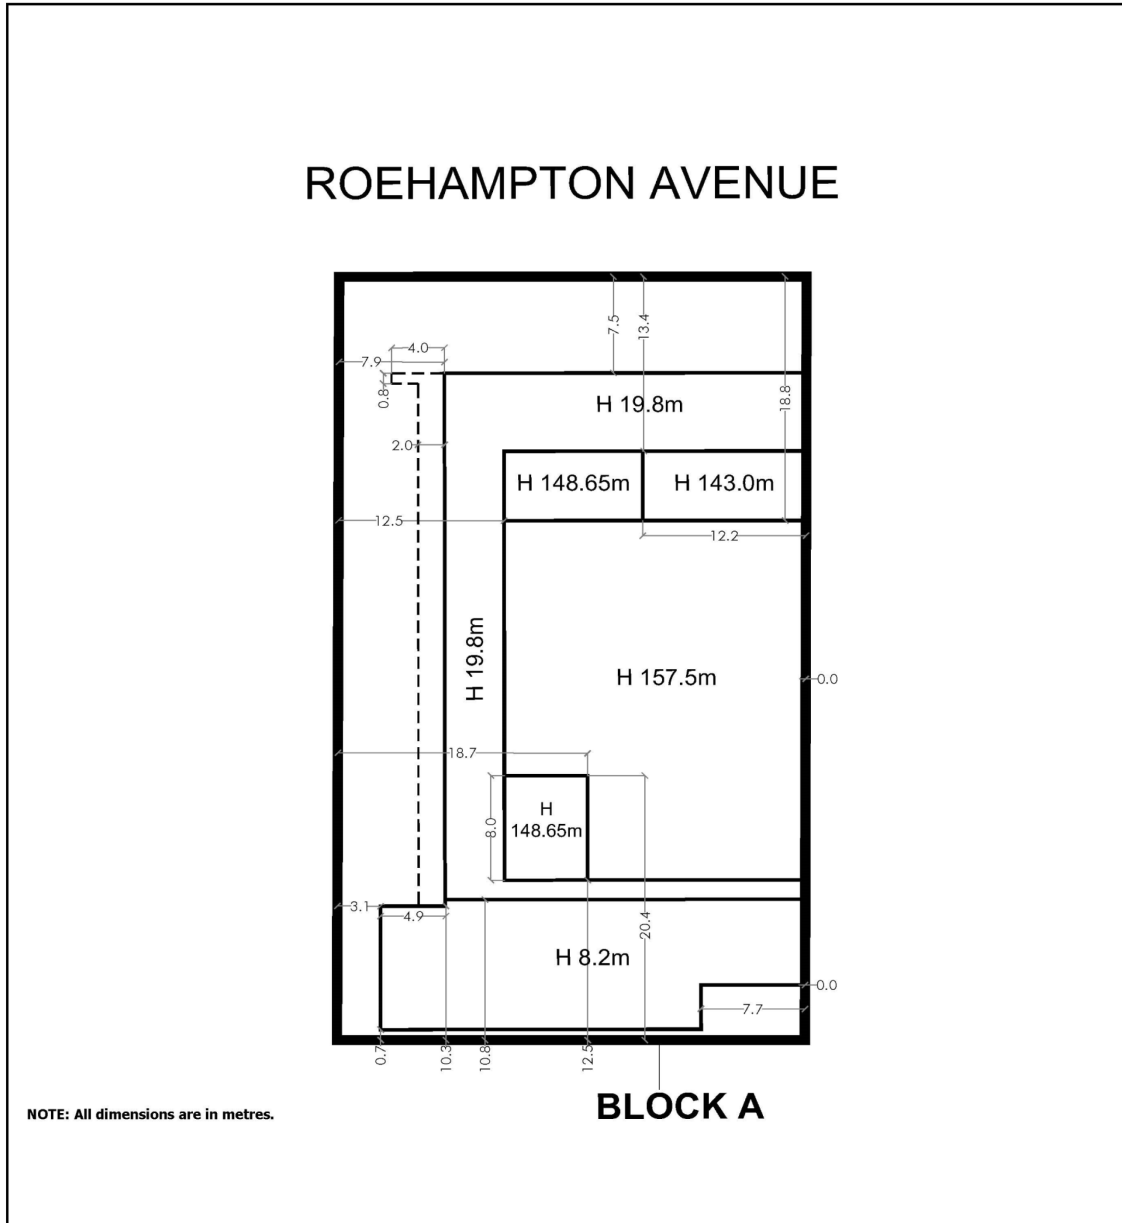 ROEHAMPTON AVENUE
7.5
13.4
4.0
7.9
0.8
18.8
H 19.8m
2.0
H 148.65m
H 143.0m
12.5
12.2
H 19.8m
H 157.5m
0.0
18.7
8.0
H
148.65m
3.1
4.9
20.4
H 8.2m
0.0
7.7
0.7
10.3
10.8
12.5
BLOCK A
NOTE: All dimensions are in metres.